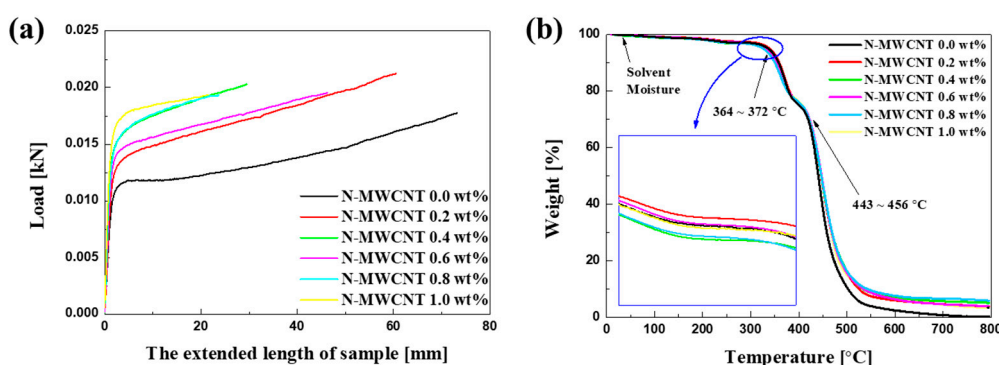 (a)
0.025
0.020
0.015
0.010
0.005
0.000
Load [kN]
N-MWCNT 0.0 wt%
N-MWCNT 0.2 wt%
N-MWCNT 0.4 wt%
N-MWCNT 0.6 wt%
N-MWCNT 0.8 wt%
N-MWCNT 1.0 wt%
0 20 40 60 80
The extended length of sample [mm]
(b)
100
80
60
40
20
0
Weight [%]
Solvent
Moisture
364 ~ 372 °C
443 ~ 456 °C
N-MWCNT 0.0 wt%
N-MWCNT 0.2 wt%
N-MWCNT 0.4 wt%
N-MWCNT 0.6 wt%
N-MWCNT 0.8 wt%
N-MWCNT 1.0 wt%
0 100 200 300 400 500 600 700 800
Temperature [°C]